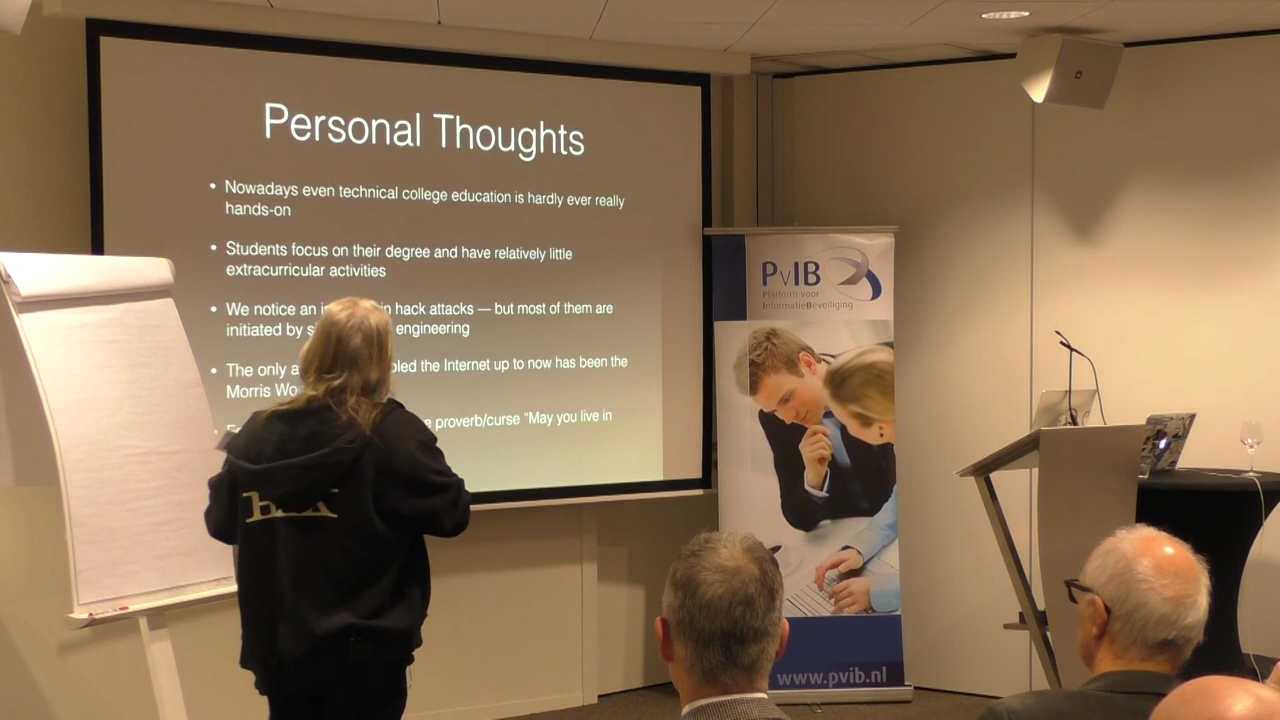 Personal Thoughts
• Nowadays even technical college education is hardly ever really
hands-on
• Students focus on their degree and have relatively little
extracurricular activities
• We notice an in hack attacks — but most of them are
initiated by engineering
• The only bled the Internet up to now has been the
Morris Wo
proverb/curse “May you live in
PvIB
Platform voor
InformatieBeveiliging
www.pvib.nl